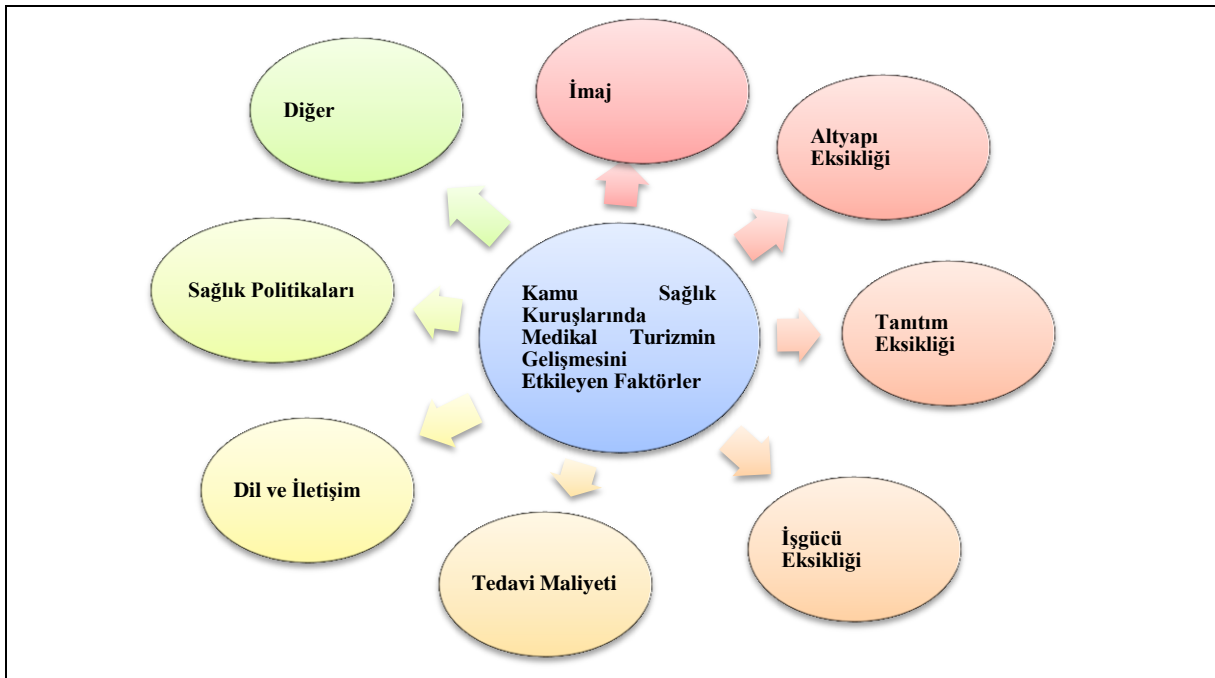 İmaj
Altyapı
Eksikliği
Tanıtım
Eksikliği
İşgücü
Eksikliği
Tedavi Maliyeti
Dil ve İletişim
Sağlık Politikaları
Diğer
Kamu Sağlık
Kuruşlarında
Medikal Turizmin
Gelişmesini
Etkileyen Faktörler